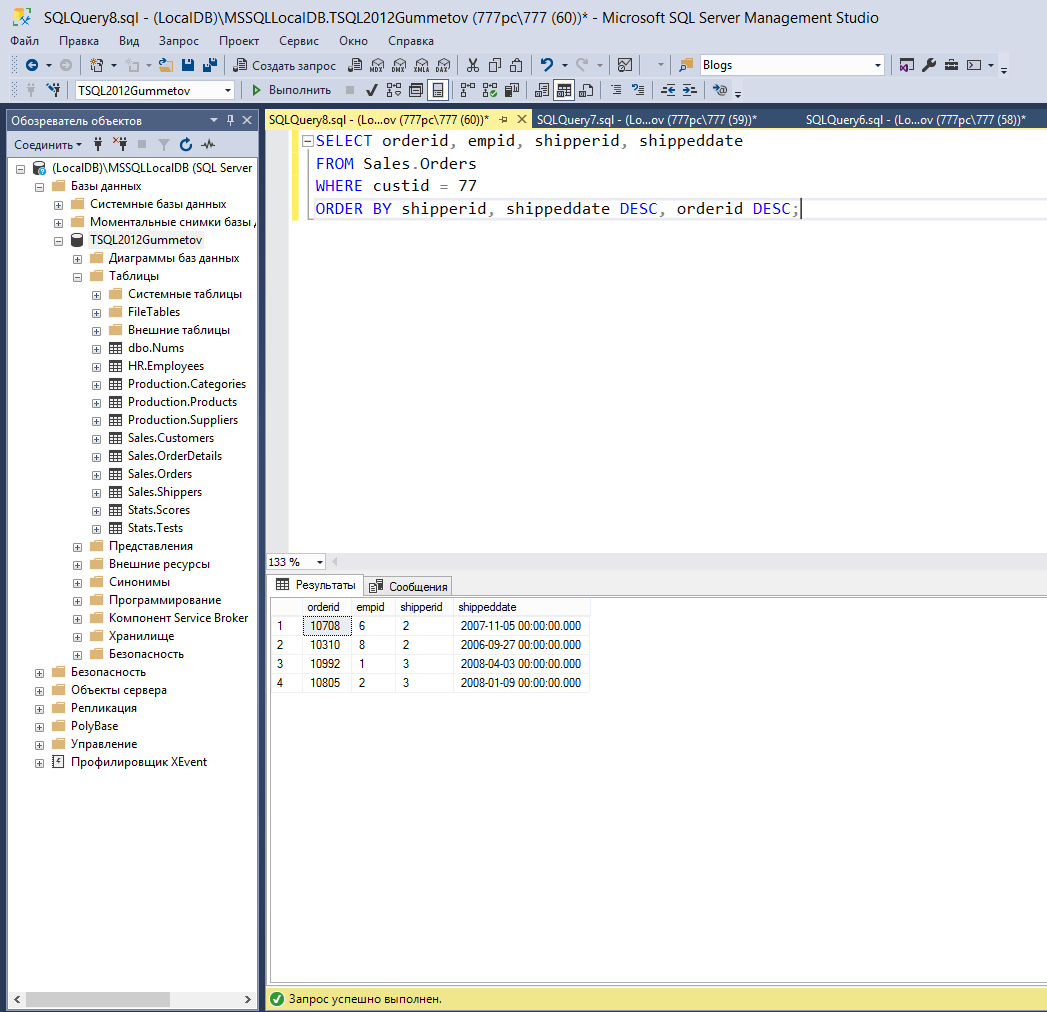 SQLQuery8.sql - (LocalDB)\MSSQLLocalDB.TSQL2012Gummetov (777pc\777 (60))* - Microsoft SQL Server Management Studio
Файл Правка Вид Запрос Проект Сервис Окно Справка
Создать запрос MDX DMX XMLA DAX Blogs
TSQL2012Gummetov Выполнить
Обозреватель объектов
Соединить
(LocalDB)\MSSQLLocalDB (SQL Server
Базы данных
Системные базы данных
Моментальные снимки базы
TSQL2012Gummetov
Диаграммы баз данных
Таблицы
Системные таблицы
FileTables
Внешние таблицы
dbo.Nums
HR.Employees
Production.Categories
Production.Products
Production.Suppliers
Sales.Customers
Sales.OrderDetails
Sales.Orders
Sales.Shippers
Stats.Scores
Stats.Tests
Представления
Внешние ресурсы
Синонимы
Программирование
Компонент Service Broker
Хранилище
Безопасность
Безопасность
Объекты сервера
Репликация
PolyBase
Управление
Профилировщик XEvent
SQLQuery8.sql - (Lo...ov (777pc\777 (60))* SQLQuery7.sql - (Lo...ov (777pc\777 (59))* SQLQuery6.sql - (Lo...ov (777pc\777 (58))*
SELECT orderid, empid, shipperid, shippeddate
FROM Sales.Orders
WHERE custid = 77
ORDER BY shipperid, shippeddate DESC, orderid DESC;
133 %
Результаты Сообщения
orderid empid shipperid shippeddate
1 10708 6 2 2007-11-05 00:00:00.000
2 10310 8 2 2006-09-27 00:00:00.000
3 10992 1 3 2008-04-03 00:00:00.000
4 10805 2 3 2008-01-09 00:00:00.000
Запрос успешно выполнен.